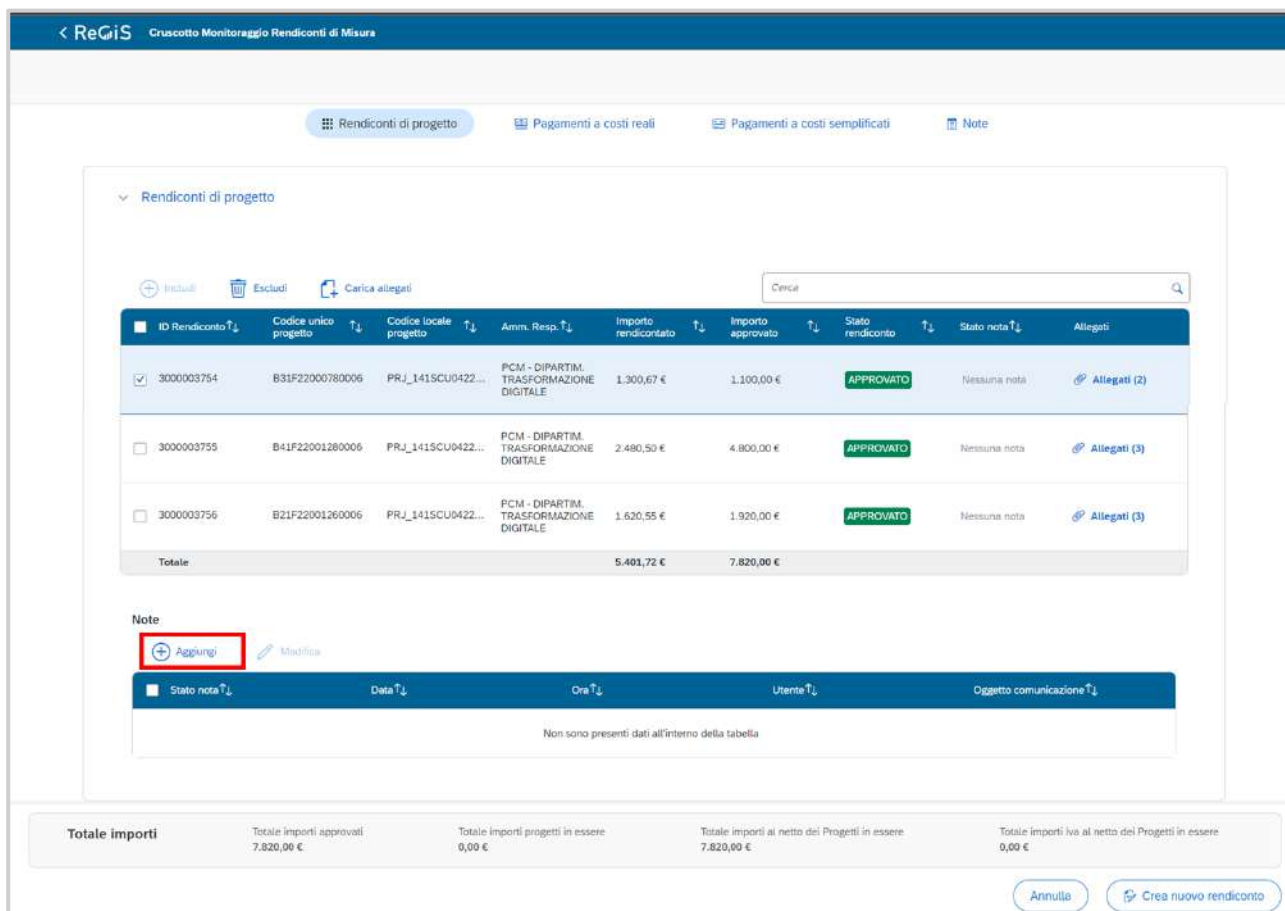 < ReGiS Cruscotto Monitoraggio Rendiconti di Misura
Rendiconti di progetto Pagamenti a costi reali Pagamenti a costi semplificati Note
Rendiconti di progetto
Includi Escludi Carica allegati Cerca
ID Rendiconto Codice unico progetto Codice locale progetto Amm. Resp. Importo rendicontato Importo approvato Stato rendiconto Stato nota Allegati
3000003754 B31F22000780006 PRJ_141SCU0422... PCM - DIPARTIM. TRASFORMAZIONE DIGITALE 1.300,67 € 1.100,00 € APPROVATO Nessuna nota Allegati (2)
3000003755 B41F22001280006 PRJ_141SCU0422... PCM - DIPARTIM. TRASFORMAZIONE DIGITALE 2.480,50 € 4.800,00 € APPROVATO Nessuna nota Allegati (3)
3000003756 B21F22001260006 PRJ_141SCU0422... PCM - DIPARTIM. TRASFORMAZIONE DIGITALE 1.620,55 € 1.920,00 € APPROVATO Nessuna nota Allegati (3)
Totale 5.401,72 € 7.820,00 €
Note
Aggiungi Modifica
Stato nota Data Ora Utente Oggetto comunicazione
Non sono presenti dati all'interno della tabella
Totale importi Totale importi approvati Totale importi progetti in essere Totale importi al netto dei Progetti in essere Totale importi iva al netto dei Progetti in essere
7.820,00 € 0,00 € 7.820,00 € 0,00 €
Annulla Crea nuovo rendiconto